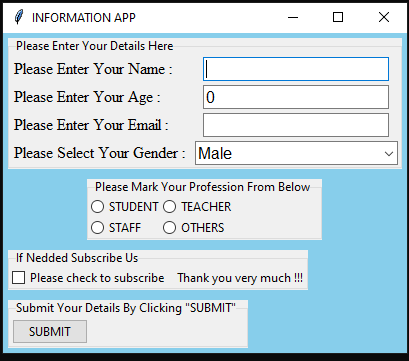 INFORMATION APP
Please Enter Your Details Here
Please Enter Your Name :
Please Enter Your Age : 0
Please Enter Your Email :
Please Select Your Gender : Male
Please Mark Your Profession From Below
STUDENT TEACHER
STAFF OTHERS
If Nedded Subscribe Us
Please check to subscribe Thank you very much !!!
Submit Your Details By Clicking "SUBMIT"
SUBMIT